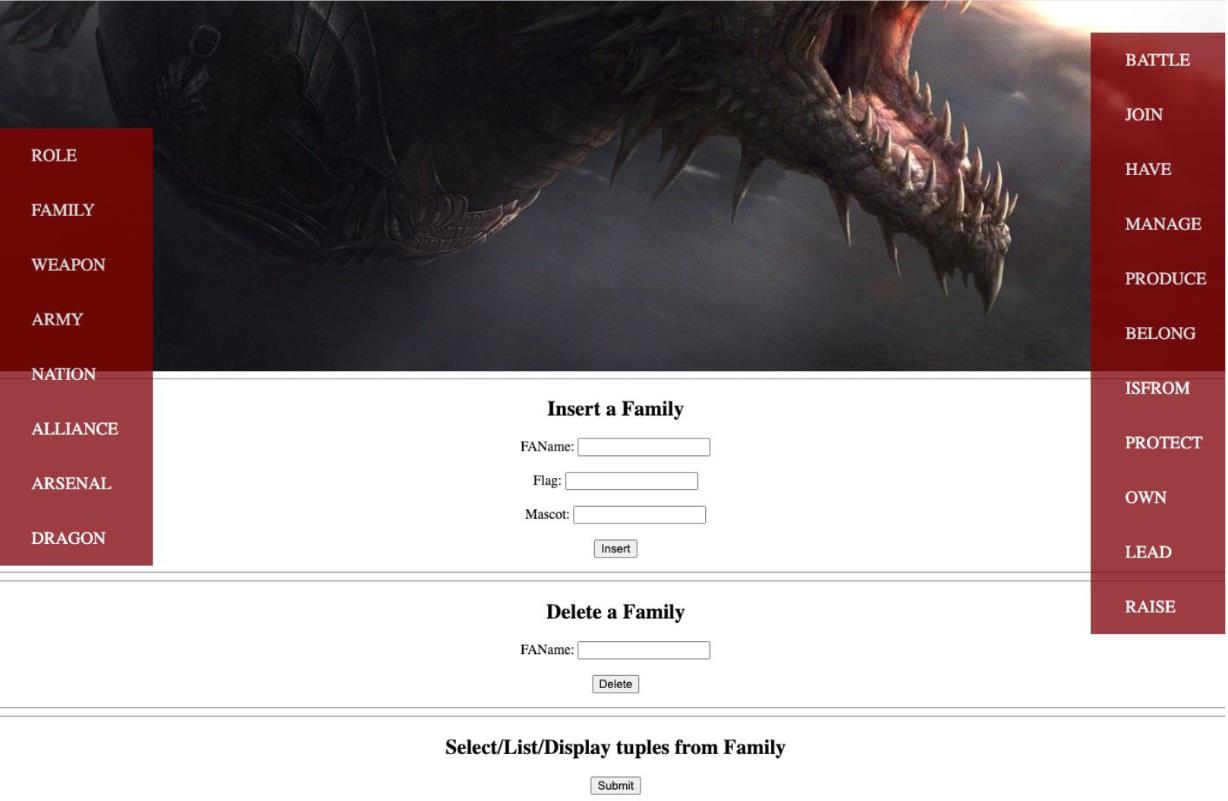 ROLE
FAMILY
WEAPON
ARMY
NATION
ALLIANCE
ARSENAL
DRAGON
Insert a Family
FAName:
Flag:
Mascot:
Insert
Delete a Family
FAName:
Delete
Select/List/Display tuples from Family
Submit
BATTLE
JOIN
HAVE
MANAGE
PRODUCE
BELONG
ISFROM
PROTECT
OWN
LEAD
RAISE